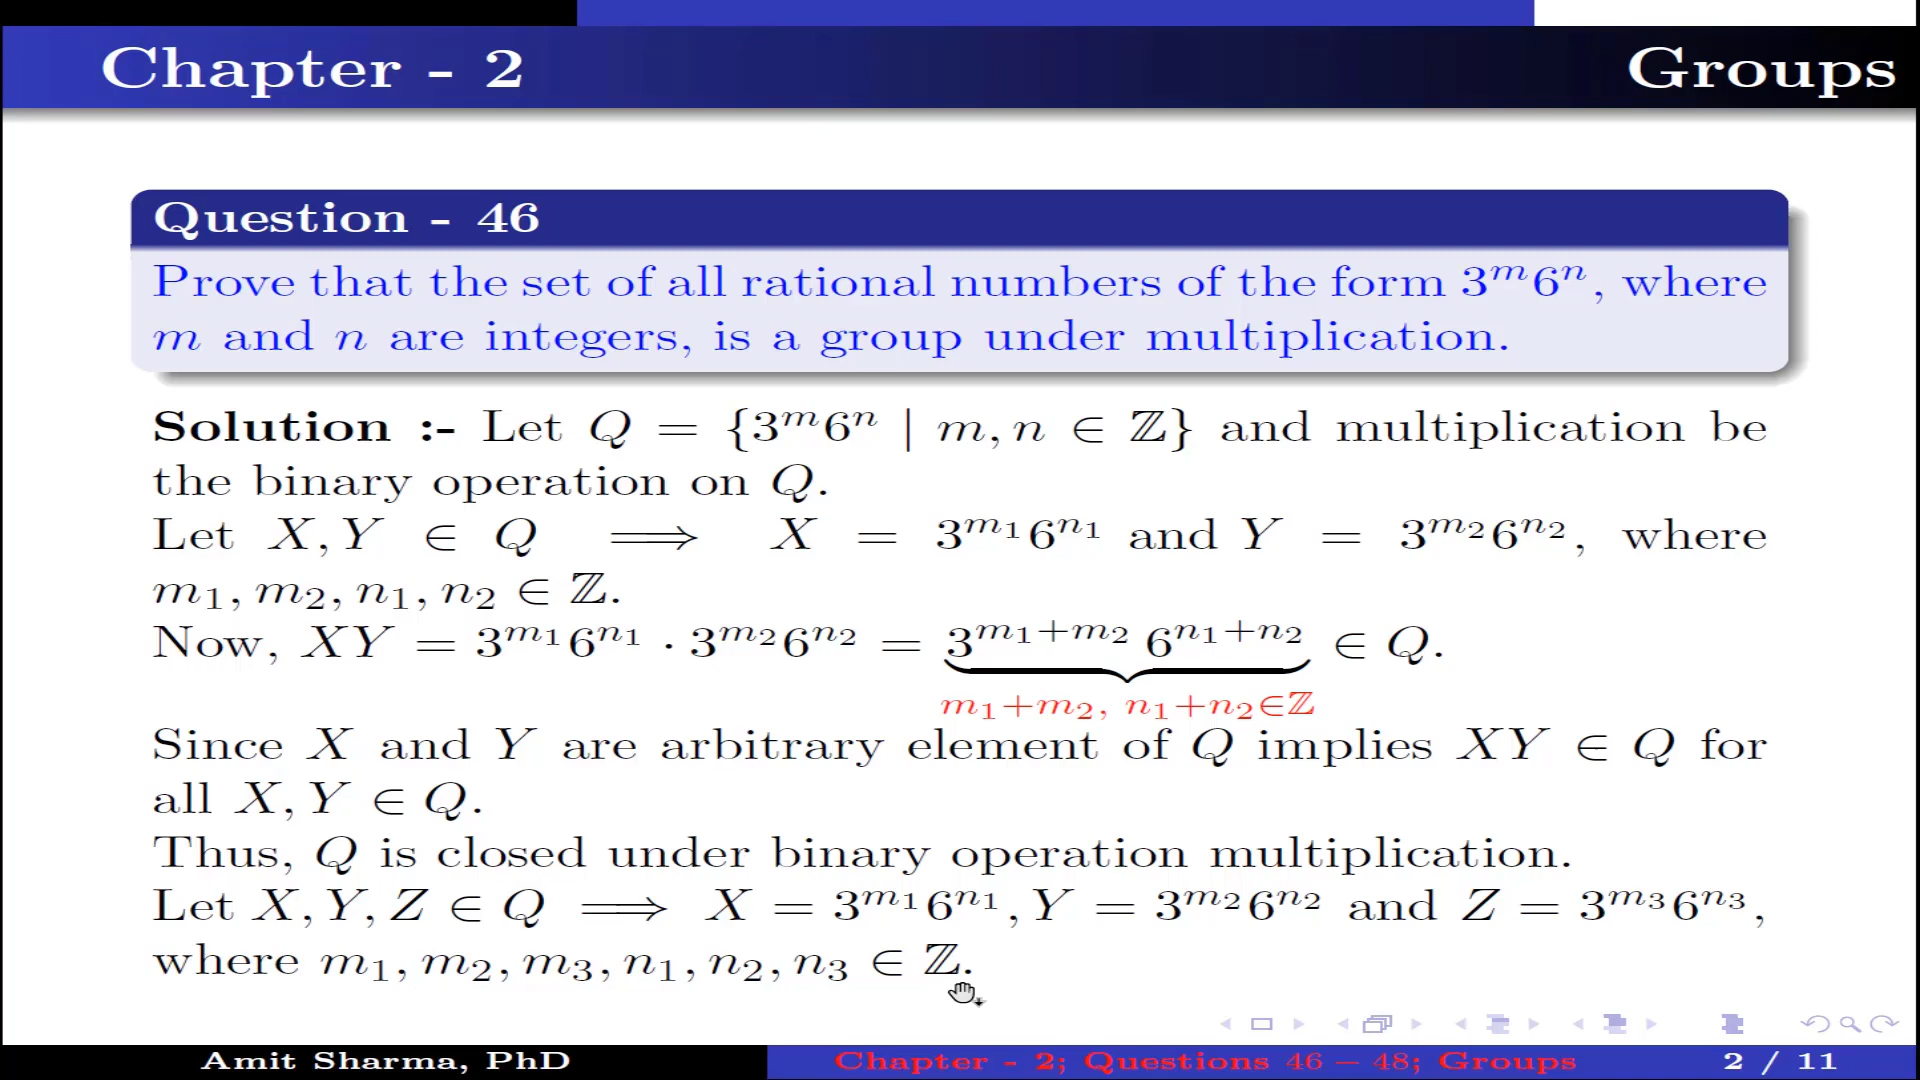 Chapter - 2 Groups
Question - 46
Prove that the set of all rational numbers of the form 3ᵐ6ⁿ, where
m and n are integers, is a group under multiplication.
Solution :- Let Q = {3ᵐ6ⁿ | m, n ∈ ℤ} and multiplication be
the binary operation on Q.
Let X, Y ∈ Q ⟹ X = 3^{m₁}6^{n₁} and Y = 3^{m₂}6^{n₂}, where
m₁, m₂, n₁, n₂ ∈ ℤ.
Now, XY = 3^{m₁}6^{n₁} · 3^{m₂}6^{n₂} = 3^{m₁+m₂} 6^{n₁+n₂} ∈ Q.
m₁+m₂, n₁+n₂∈ℤ
Since X and Y are arbitrary element of Q implies XY ∈ Q for
all X, Y ∈ Q.
Thus, Q is closed under binary operation multiplication.
Let X, Y, Z ∈ Q ⟹ X = 3^{m₁}6^{n₁}, Y = 3^{m₂}6^{n₂} and Z = 3^{m₃}6^{n₃},
where m₁, m₂, m₃, n₁, n₂, n₃ ∈ ℤ.
Amit Sharma, PhD Chapter - 2; Questions 46 – 48; Groups 2 / 11